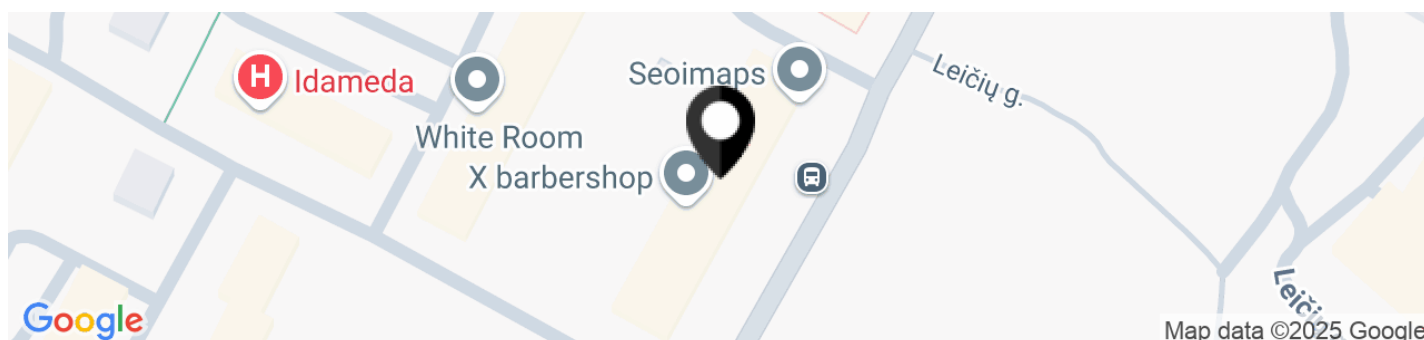 Leičių g.
Seoimaps
H
Idameda
White Room
X barbershop
Google
Map data ©2025 Google